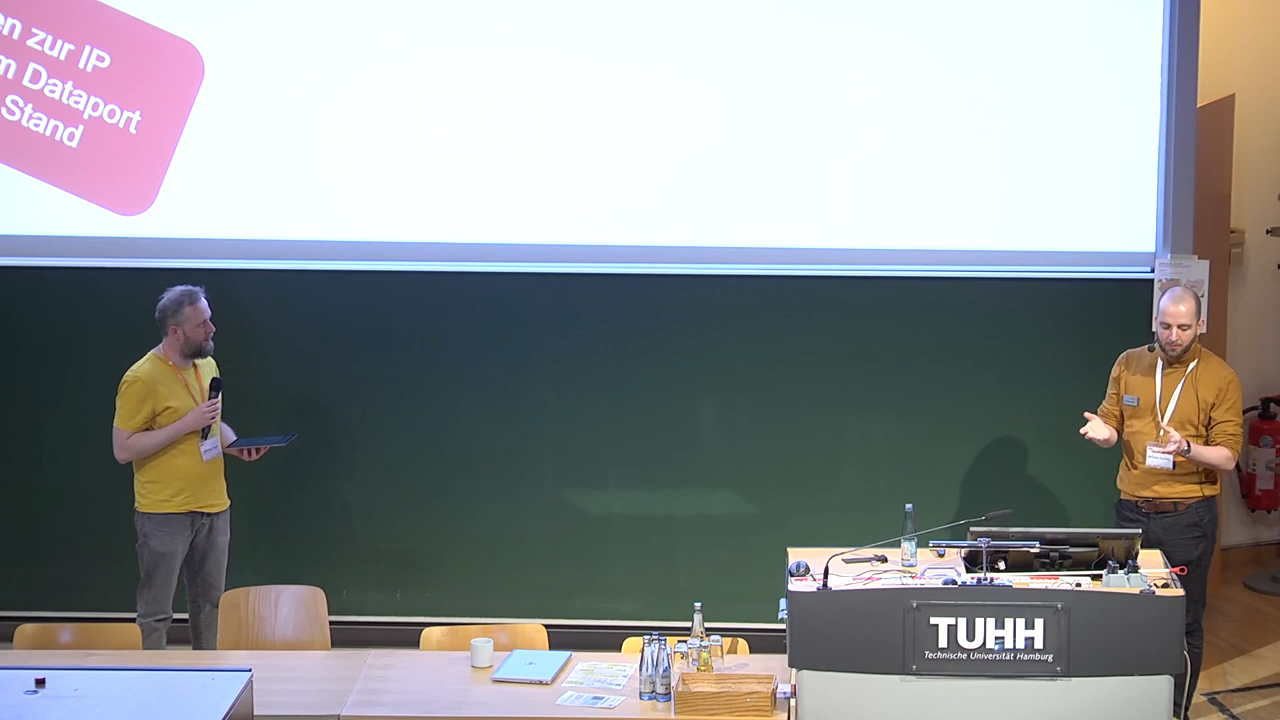 en zur IP
m Dataport
Stand
TUHH
Technische Universität Hamburg